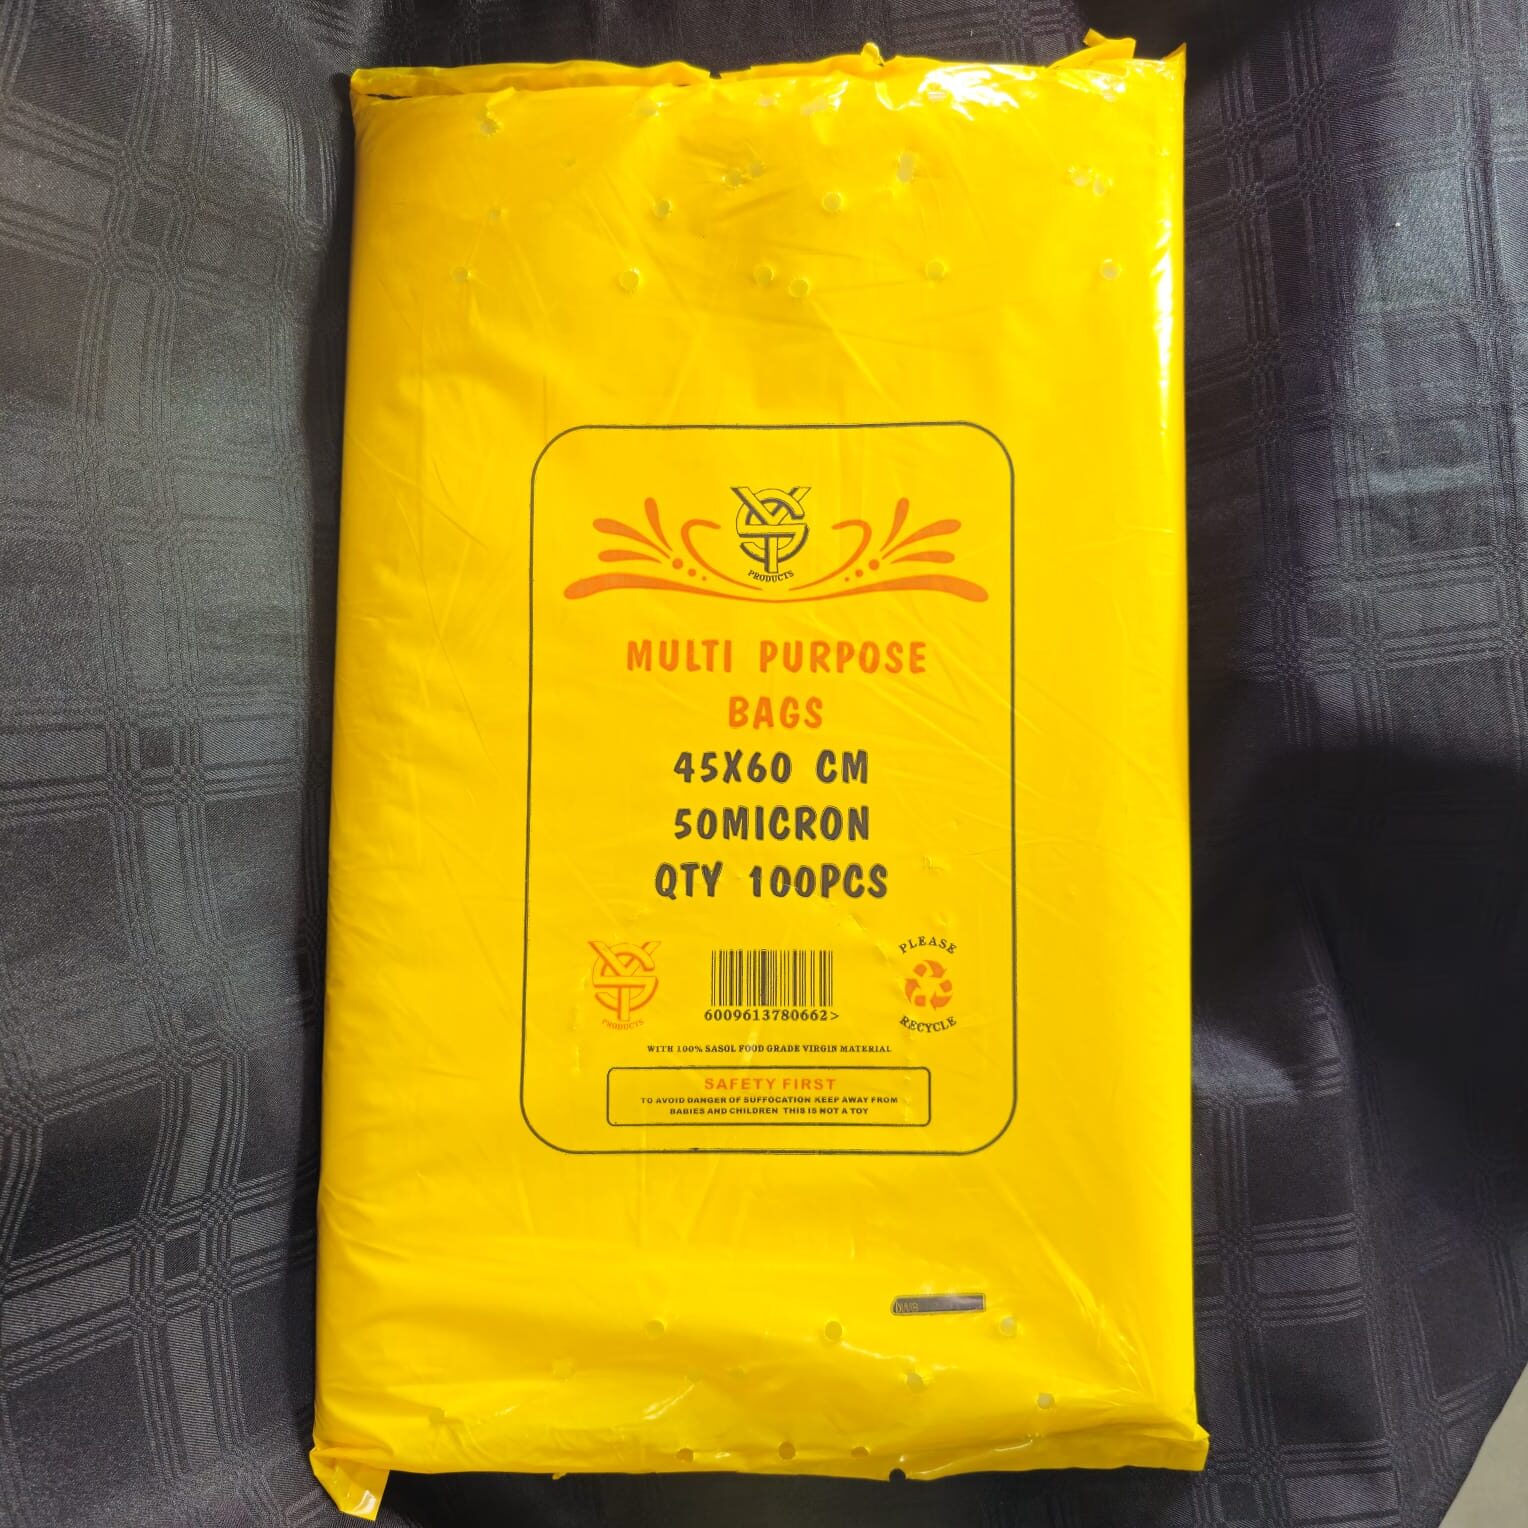 PRODUCTS
MULTI PURPOSE
BAGS
45X60 CM
50MICRON
QTY 100PCS
PRODUCTS
6009613780662>
PLEASE
RECYCLE
WITH 100% SASOL FOOD GRADE VIRGIN MATERIAL
SAFETY FIRST
TO AVOID DANGER OF SUFFOCATION KEEP AWAY FROM
BABIES AND CHILDREN THIS IS NOT A TOY